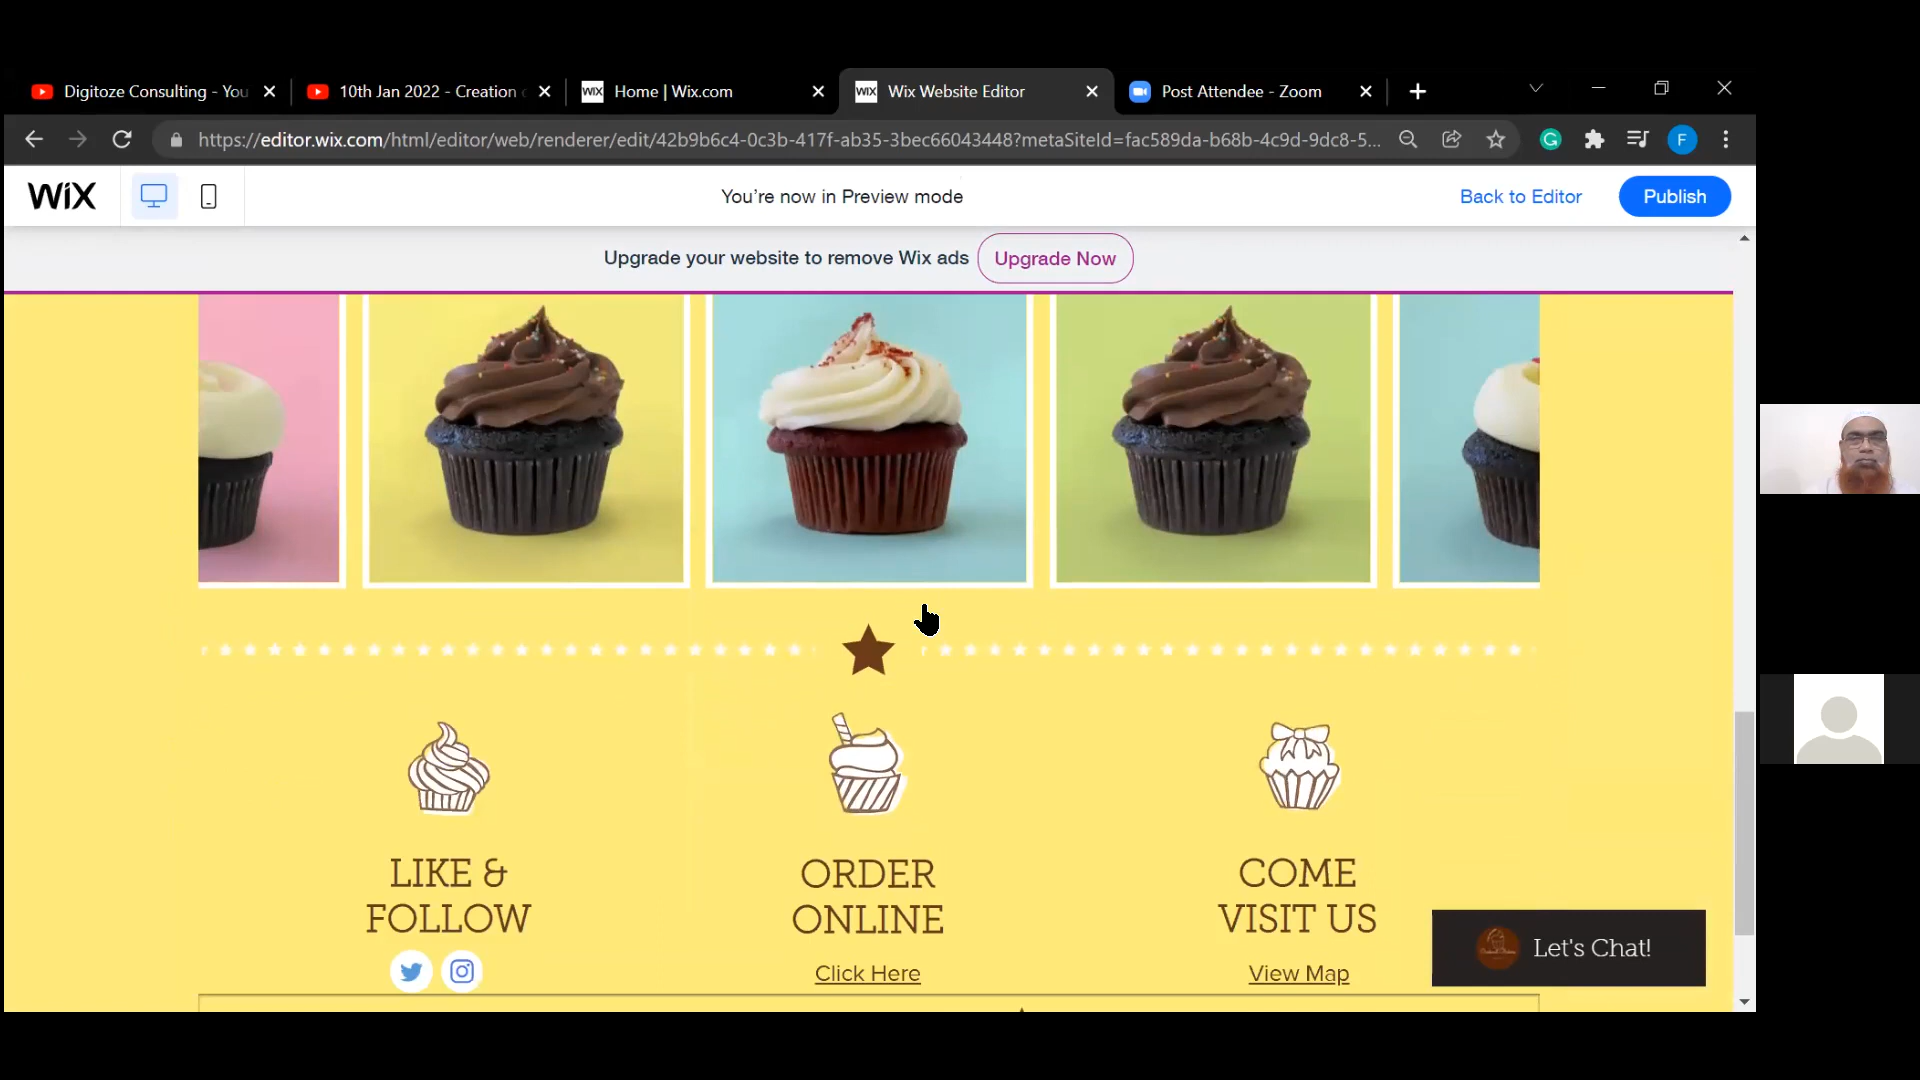 Digitoze Consulting - You
10th Jan 2022 - Creation
WiX Home | Wix.com
WiX Wix Website Editor
Post Attendee - Zoom
https://editor.wix.com/html/editor/web/renderer/edit/42b9b6c4-0c3b-417f-ab35-3bec66043448?metaSiteId=fac589da-b68b-4c9d-9dc8-5...
G
F
WiX
You're now in Preview mode
Back to Editor
Publish
Upgrade your website to remove Wix ads
Upgrade Now
LIKE &
FOLLOW
ORDER
ONLINE
Click Here
COME
VISIT US
View Map
Let's Chat!